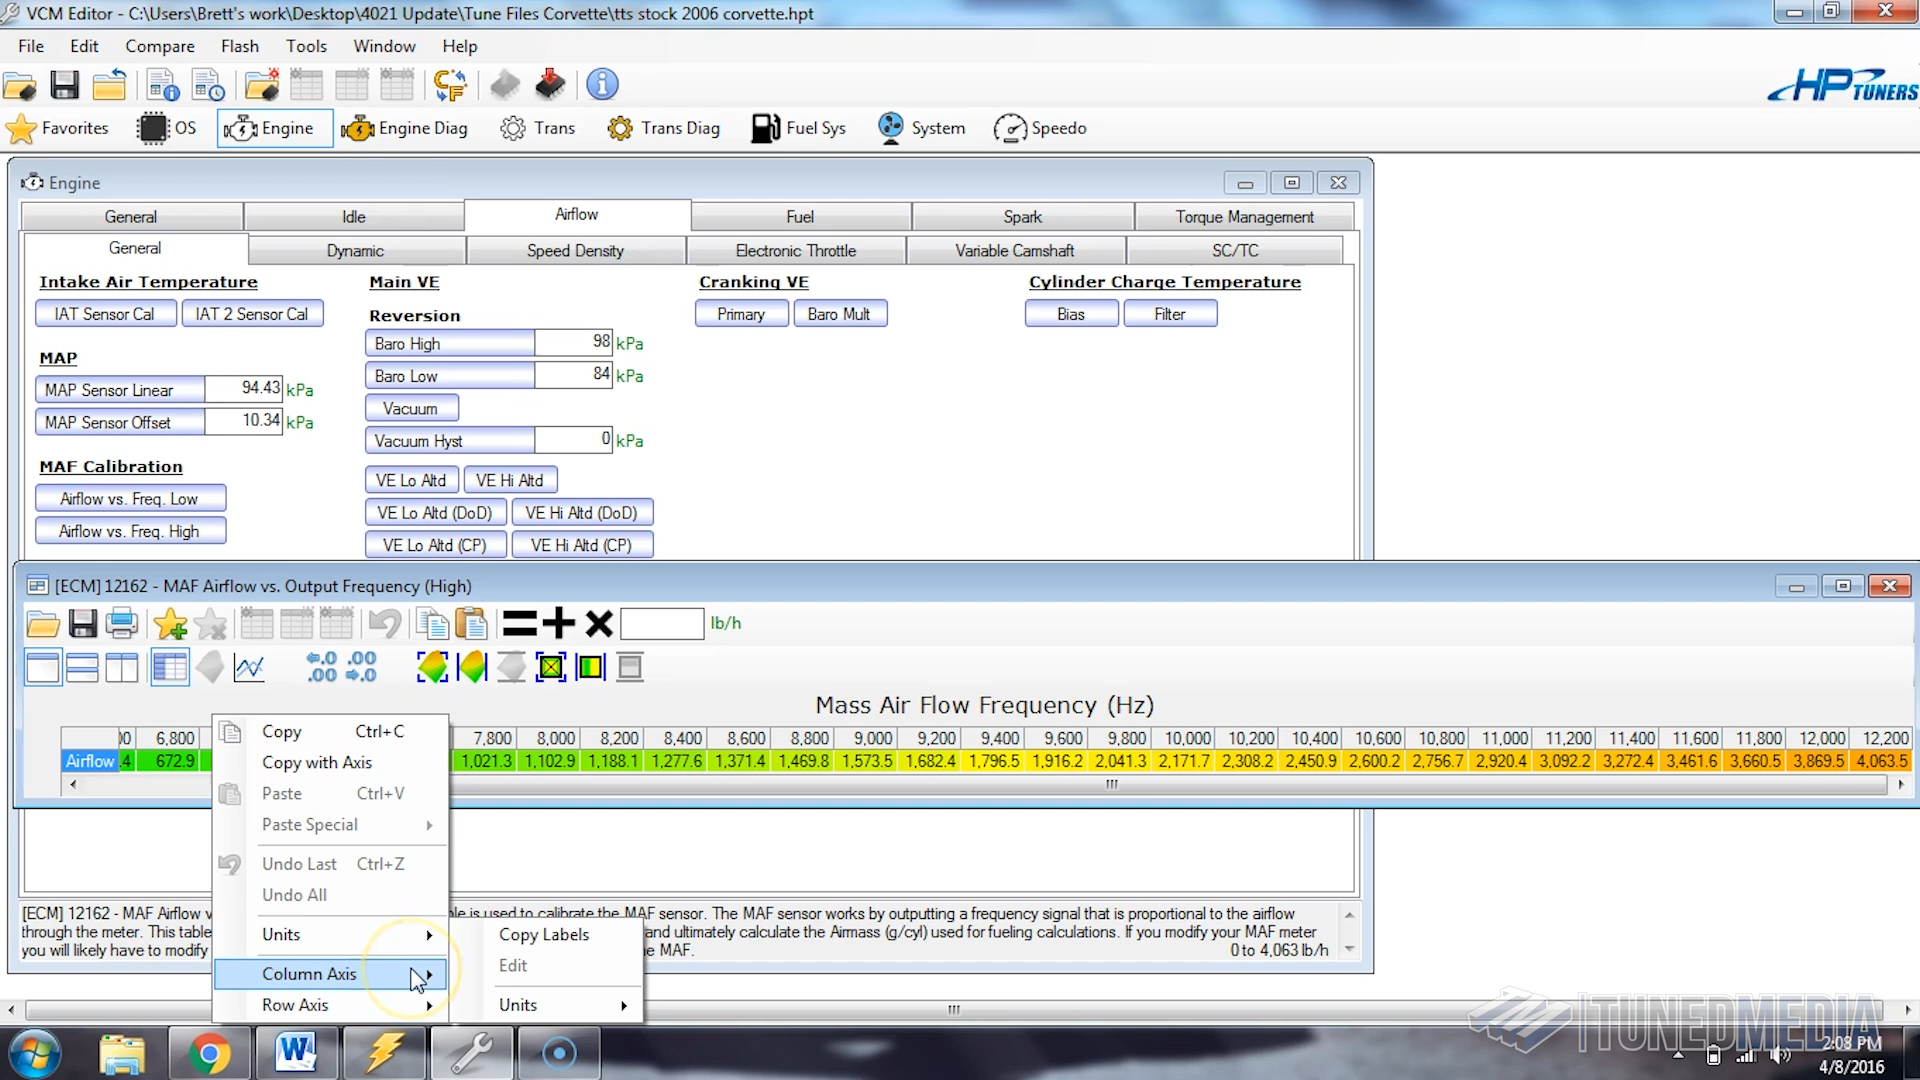 VCM Editor - C:\Users\Brett's work\Desktop\4021 Update\Tune Files Corvette\tts stock 2006 corvette.hpt
File Edit Compare Flash Tools Window Help
HP TUNERS
Favorites OS Engine Engine Diag Trans Trans Diag Fuel Sys System Speedo
Engine
General Idle Airflow Fuel Spark Torque Management
General Dynamic Speed Density Electronic Throttle Variable Camshaft SC/TC
Intake Air Temperature Main VE Cranking VE Cylinder Charge Temperature
IAT Sensor Cal IAT 2 Sensor Cal Reversion Primary Baro Mult Bias Filter
Baro High 98 kPa
MAP Baro Low 84 kPa
MAP Sensor Linear 94.43 kPa
Vacuum
MAP Sensor Offset 10.34 kPa
Vacuum Hyst 0 kPa
MAF Calibration
VE Lo Altd VE Hi Altd
Airflow vs. Freq. Low
VE Lo Altd (DoD) VE Hi Altd (DoD)
Airflow vs. Freq. High
VE Lo Altd (CP) VE Hi Altd (CP)
[ECM] 12162 - MAF Airflow vs. Output Frequency (High)
lb/h
Mass Air Flow Frequency (Hz)
6,800 7,800 8,000 8,200 8,400 8,600 8,800 9,000 9,200 9,400 9,600 9,800 10,000 10,200 10,400 10,600 10,800 11,000 11,200 11,400 11,600 11,800 12,000 12,200
Airflow .4 672.9 1,021.3 1,102.9 1,188.1 1,277.6 1,371.4 1,469.8 1,573.5 1,682.4 1,796.5 1,916.2 2,041.3 2,171.7 2,308.2 2,450.9 2,600.2 2,756.7 2,920.4 3,092.2 3,272.4 3,461.6 3,660.5 3,869.5 4,063.5
Copy Ctrl+C
Copy with Axis
Paste Ctrl+V
Paste Special
Undo Last Ctrl+Z
Undo All
Units
Column Axis
Row Axis
Copy Labels
Edit
Units
[ECM] 12162 - MAF Airflow v le is used to calibrate the MAF sensor. The MAF sensor works by outputting a frequency signal that is proportional to the airflow
through the meter. This table and ultimately calculate the Airmass (g/cyl) used for fueling calculations. If you modify your MAF meter
you will likely have to modify e MAF. 0 to 4,063 lb/h
ITUNEDMEDIA
2:08 PM
4/8/2016